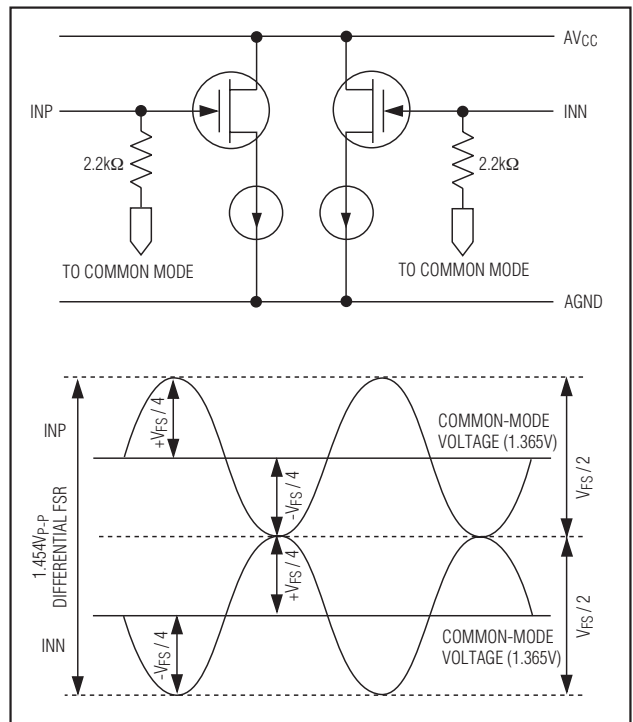 AVCC
INP
INN
2.2kΩ
2.2kΩ
TO COMMON MODE
TO COMMON MODE
AGND
INP
+VFS / 4
COMMON-MODE
VOLTAGE (1.365V)
-VFS / 4
VFS / 2
1.454VP-P
DIFFERENTIAL FSR
+VFS / 4
INN
-VFS / 4
COMMON-MODE
VOLTAGE (1.365V)
VFS / 2